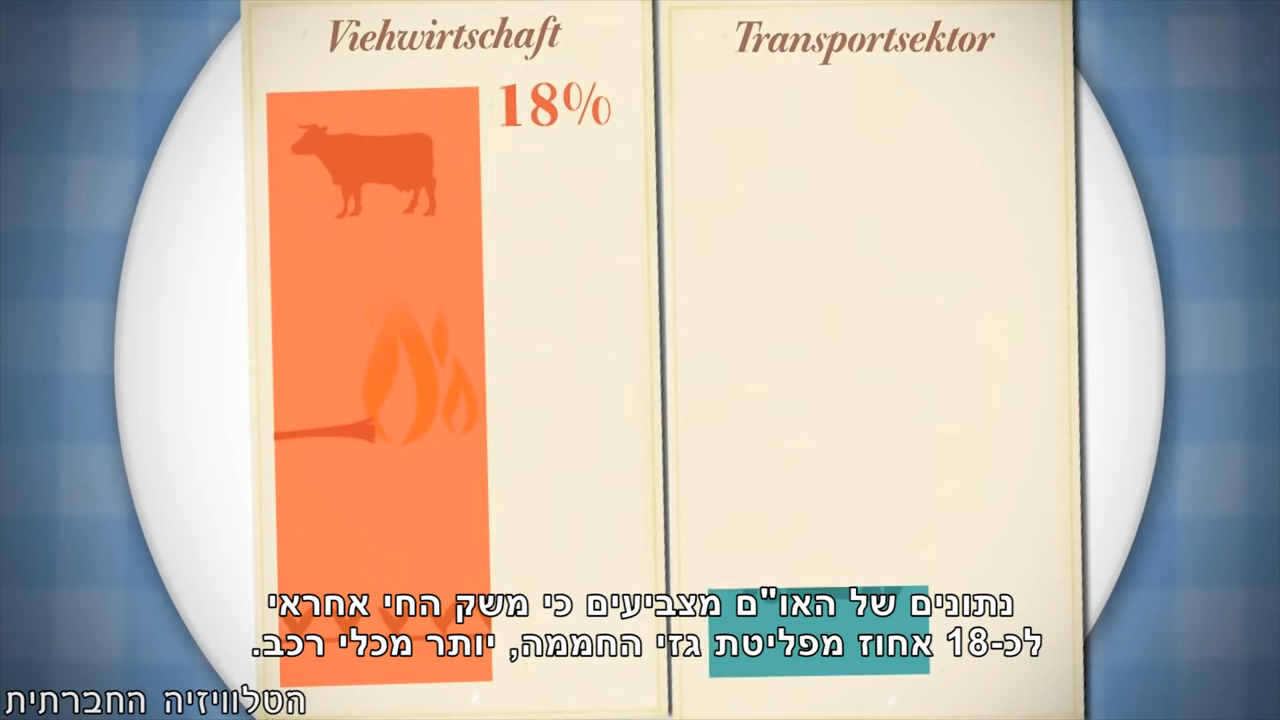 Viehwirtschaft
Transportsektor
18%
נתונים של האו"ם מצביעים כי משק החי אחראי
לכ-18 אחוז מפליטת גזי החממה, יותר מכלי רכב.
הטלוויזיה החברתית